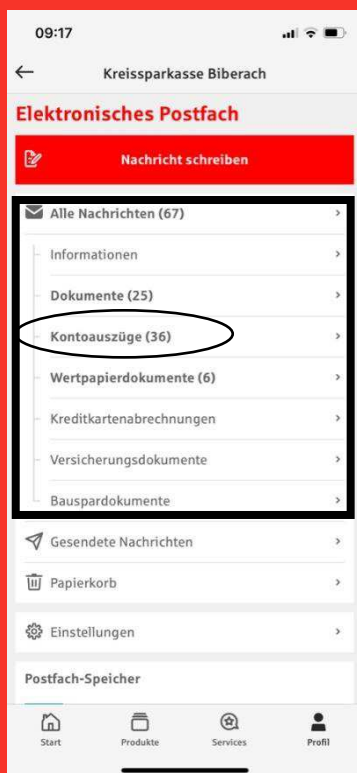 09:17
Kreissparkasse Biberach
Elektronisches Postfach
Nachricht schreiben
Alle Nachrichten (67)
Informationen
Dokumente (25)
Kontoauszüge (36)
Wertpapierdokumente (6)
Kreditkartenabrechnungen
Versicherungsdokumente
Bauspardokumente
Gesendete Nachrichten
Papierkorb
Einstellungen
Postfach-Speicher
Start Produkte Services Profil